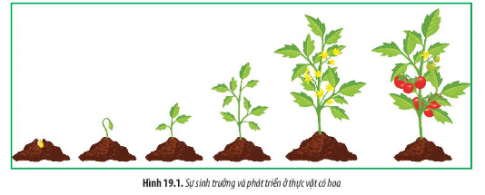 Hình 19.1. Sự sinh trưởng và phát triển ở thực vật có hoa